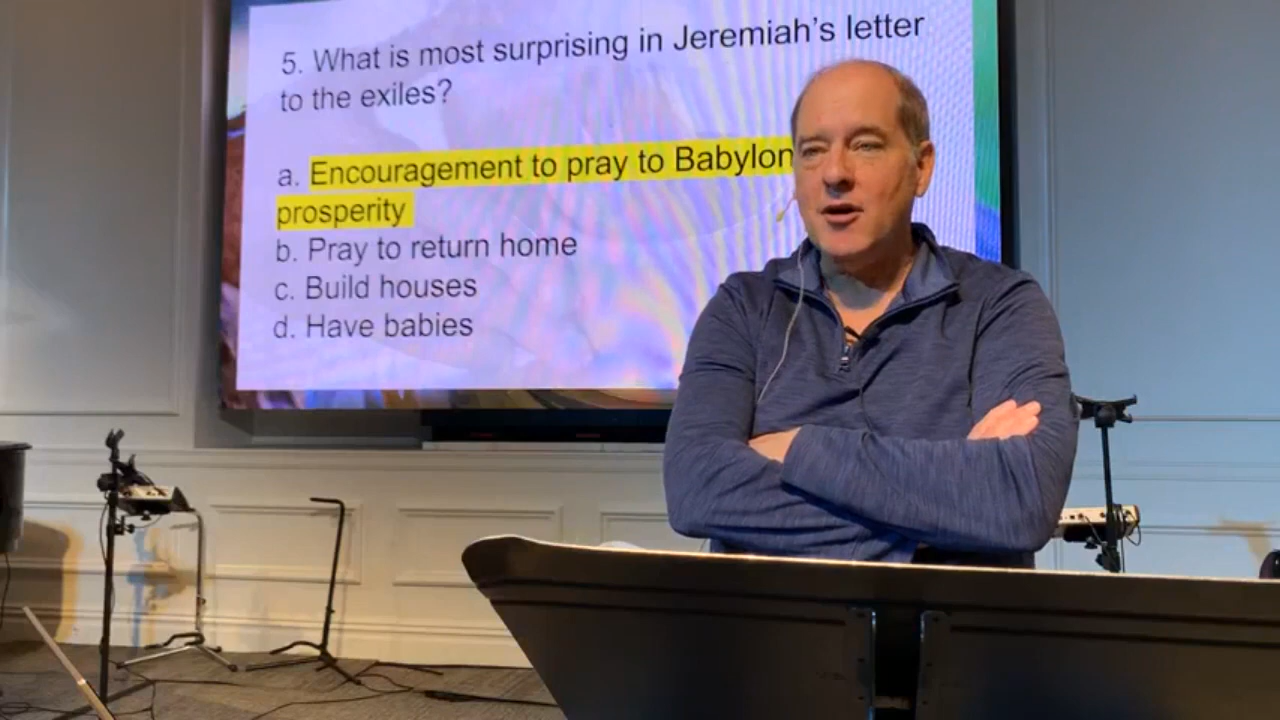 5. What is most surprising in Jeremiah's letter
to the exiles?
a. Encouragement to pray to Babylon
prosperity
b. Pray to return home
c. Build houses
d. Have babies